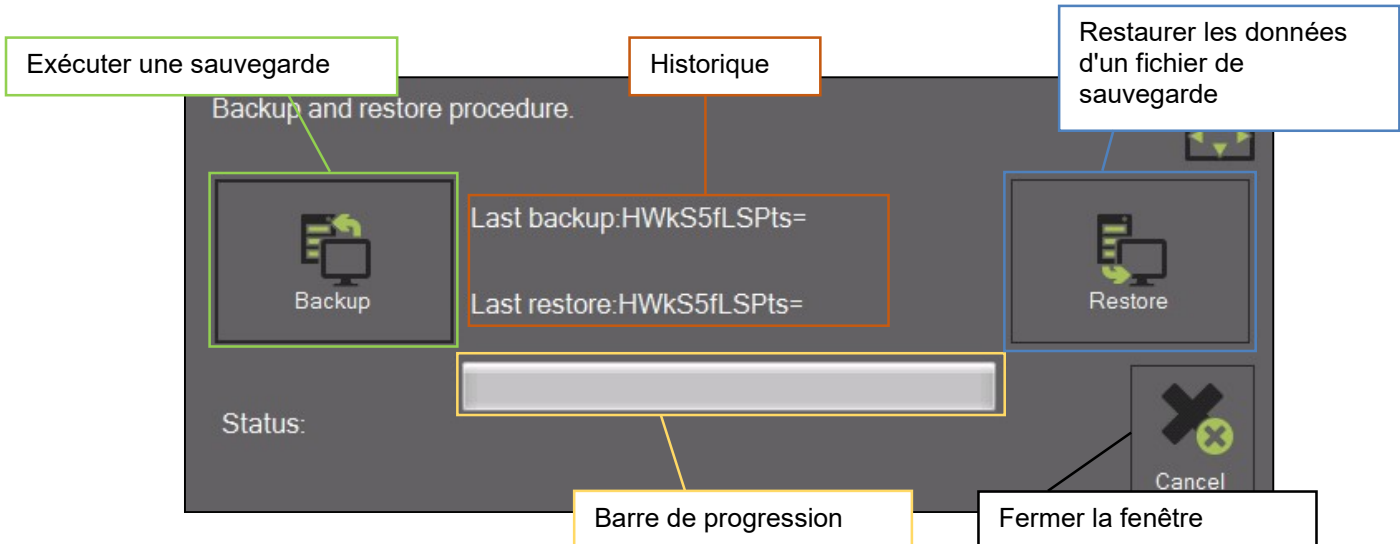 Exécuter une sauvegarde
Historique
Restaurer les données
d'un fichier de
sauvegarde
Backup and restore procedure.
Backup
Last backup:HWkS5fLSPts=
Last restore:HWkS5fLSPts=
Restore
Status:
Cancel
Barre de progression
Fermer la fenêtre